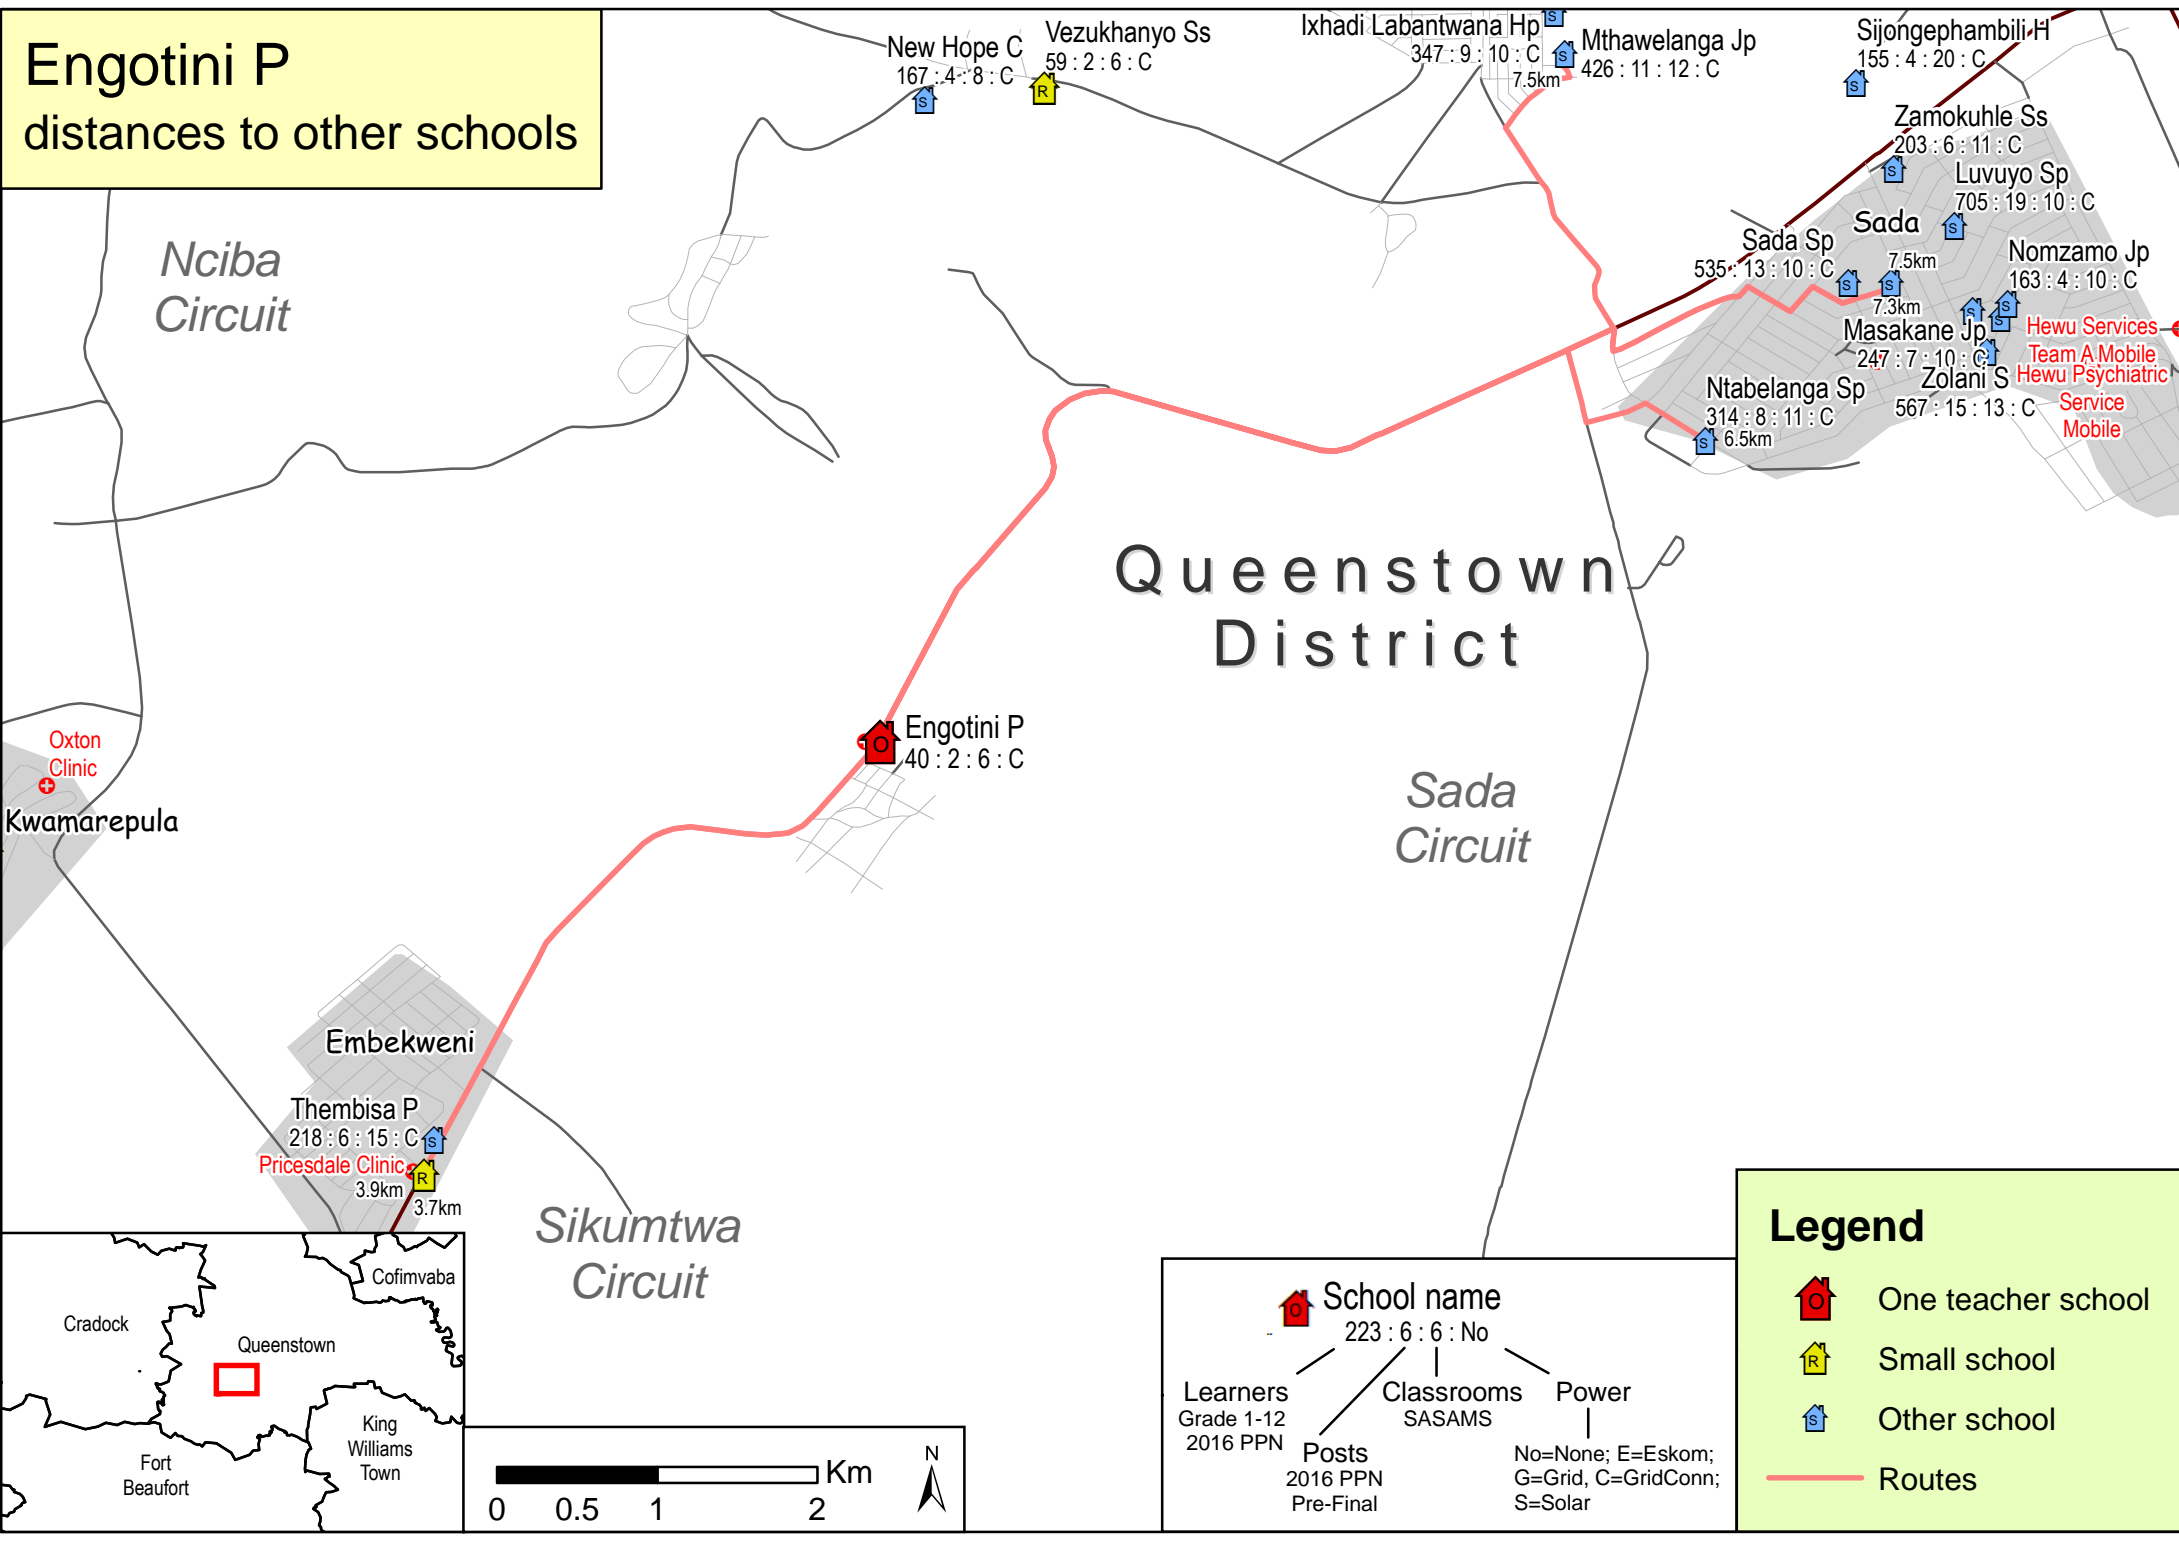 Engotini P
distances to other schools
New Hope C
167 : 4 : 8 : C
Vezukhanyo Ss
59 : 2 : 6 : C
R
S
Ixhadi Labantwana Hp
347 : 9 : 10 : C
7.5km
S
S
Mthawelanga Jp
426 : 11 : 12 : C
Sijongephambili H
155 : 4 : 20 : C
S
Zamokuhle Ss
203 : 6 : 11 : C
S
Luvuyo Sp
705 : 19 : 10 : C
S
Sada
Sada Sp
535 : 13 : 10 : C
S
7.5km
S
7.3km
Nomzamo Jp
163 : 4 : 10 : C
S
S
S
Masakane Jp
247 : 7 : 10 : C
Zolani S
567 : 15 : 13 : C
Hewu Services
Team A Mobile
Hewu Psychiatric
Service
Mobile
Ntabelanga Sp
314 : 8 : 11 : C
S
6.5km
Nciba
Circuit
Queenstown
District
O
Engotini P
40 : 2 : 6 : C
Oxton
Clinic
Kwamarepula
Sada
Circuit
Embekweni
Thembisa P
218 : 6 : 15 : C
S
Pricesdale Clinic
R
3.9km
3.7km
Sikumtwa
Circuit
Cofimvaba
Cradock
Queenstown
King
Williams
Town
Fort
Beaufort
Km
0 0.5 1 2
N
O
School name
223 : 6 : 6 : No
Learners
Grade 1-12
2016 PPN
Posts
2016 PPN
Pre-Final
Classrooms
SASAMS
Power
No=None; E=Eskom;
G=Grid, C=GridConn;
S=Solar
Legend
O
One teacher school
R
Small school
S
Other school
Routes